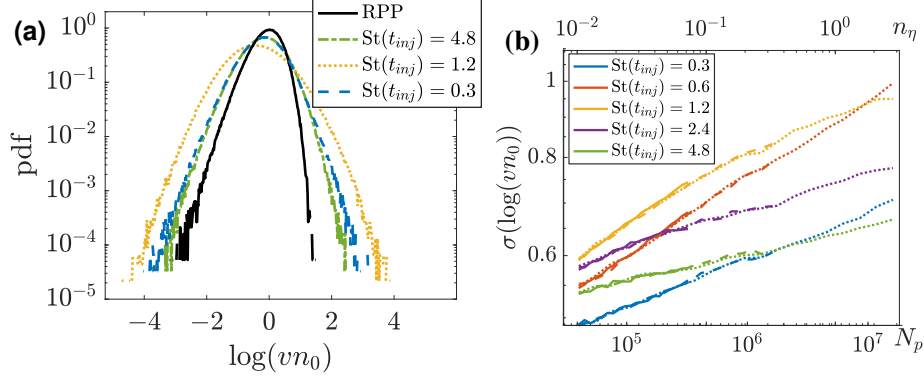 (a)
RPP
St(t_inj) = 4.8
St(t_inj) = 1.2
St(t_inj) = 0.3
10^0
10^-1
10^-2
10^-3
10^-4
10^-5
pdf
−4 −2 0 2 4
log(vn_0)
(b)
10^-2 10^-1 10^0 n_η
St(t_inj) = 0.3
St(t_inj) = 0.6
St(t_inj) = 1.2
St(t_inj) = 2.4
St(t_inj) = 4.8
1
0.8
0.6
σ(log(vn_0))
10^5 10^6 10^7 N_p